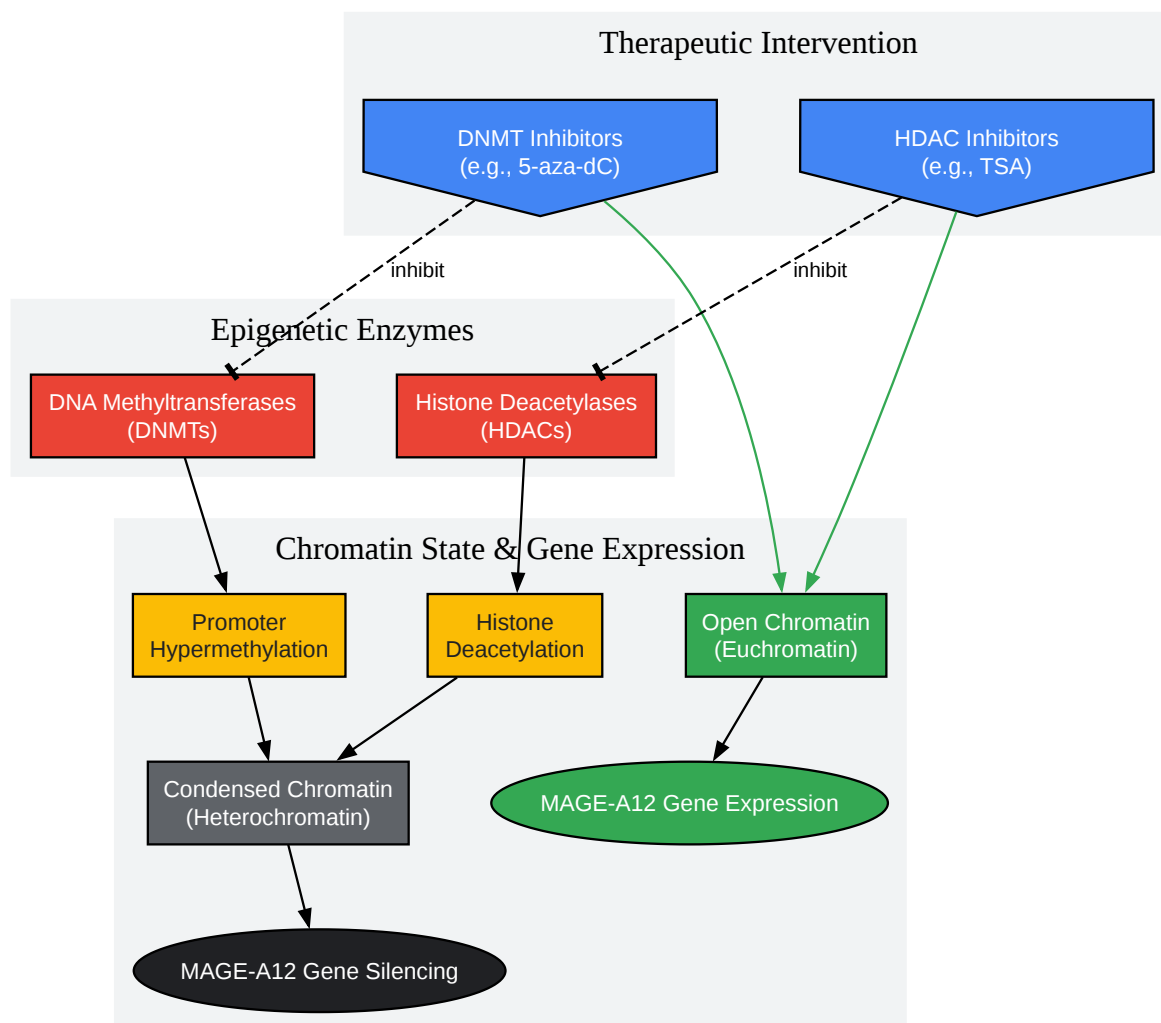 Therapeutic Intervention
DNMT Inhibitors
(e.g., 5-aza-dC)
HDAC Inhibitors
(e.g., TSA)
inhibit
inhibit
Epigenetic Enzymes
DNA Methyltransferases
(DNMTs)
Histone Deacetylases
(HDACs)
Chromatin State & Gene Expression
Promoter
Hypermethylation
Histone
Deacetylation
Open Chromatin
(Euchromatin)
Condensed Chromatin
(Heterochromatin)
MAGE-A12 Gene Expression
MAGE-A12 Gene Silencing